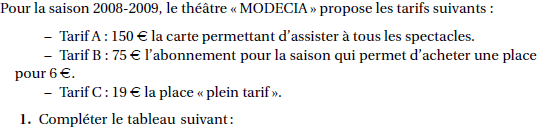 Pour la saison 2008-2009, le théâtre « MODECIA » propose les tarifs suivants :
– Tarif A : 150 € la carte permettant d'assister à tous les spectacles.
– Tarif B : 75 € l'abonnement pour la saison qui permet d'acheter une place
pour 6 €.
– Tarif C : 19 € la place « plein tarif ».
1. Compléter le tableau suivant :